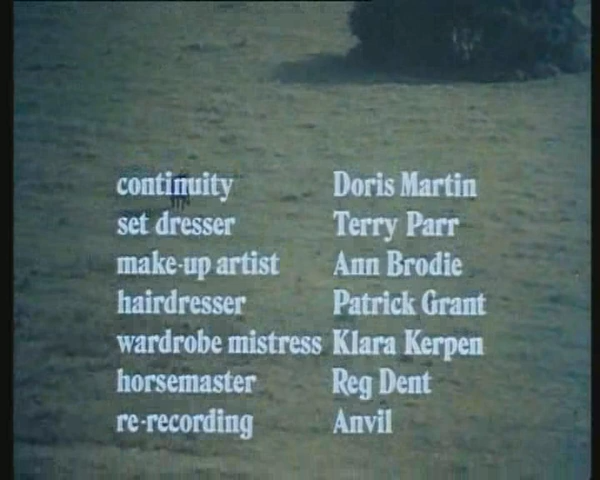 continuity Doris Martin
set dresser Terry Parr
make-up artist Ann Brodie
hairdresser Patrick Grant
wardrobe mistress Klara Kerpen
horsemaster Reg Dent
re-recording Anvil